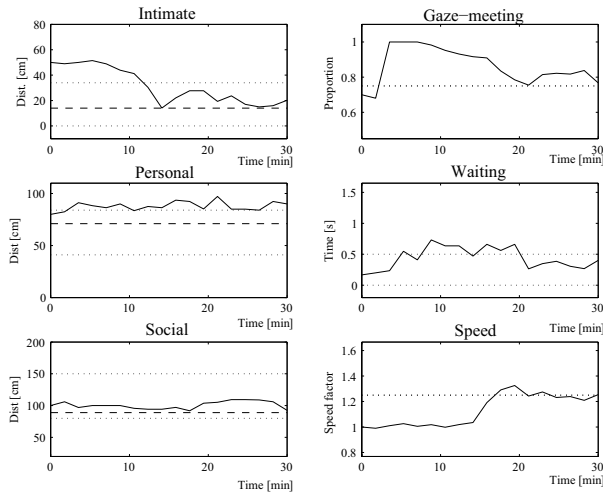 Intimate
80
60
40
20
0
Dist. [cm]
0
10
20
30
Time [min]
Gaze−meeting
1
0.8
0.6
Proportion
0
10
20
30
Time [min]
Personal
100
50
0
Dist [cm]
0
10
20
30
Time [min]
Waiting
1.5
1
0.5
0
Time [s]
0
10
20
30
Time [min]
Social
200
150
100
50
Dist [cm]
0
10
20
30
Time [min]
Speed
1.6
1.4
1.2
1
0.8
Speed factor
0
10
20
30
Time [min]